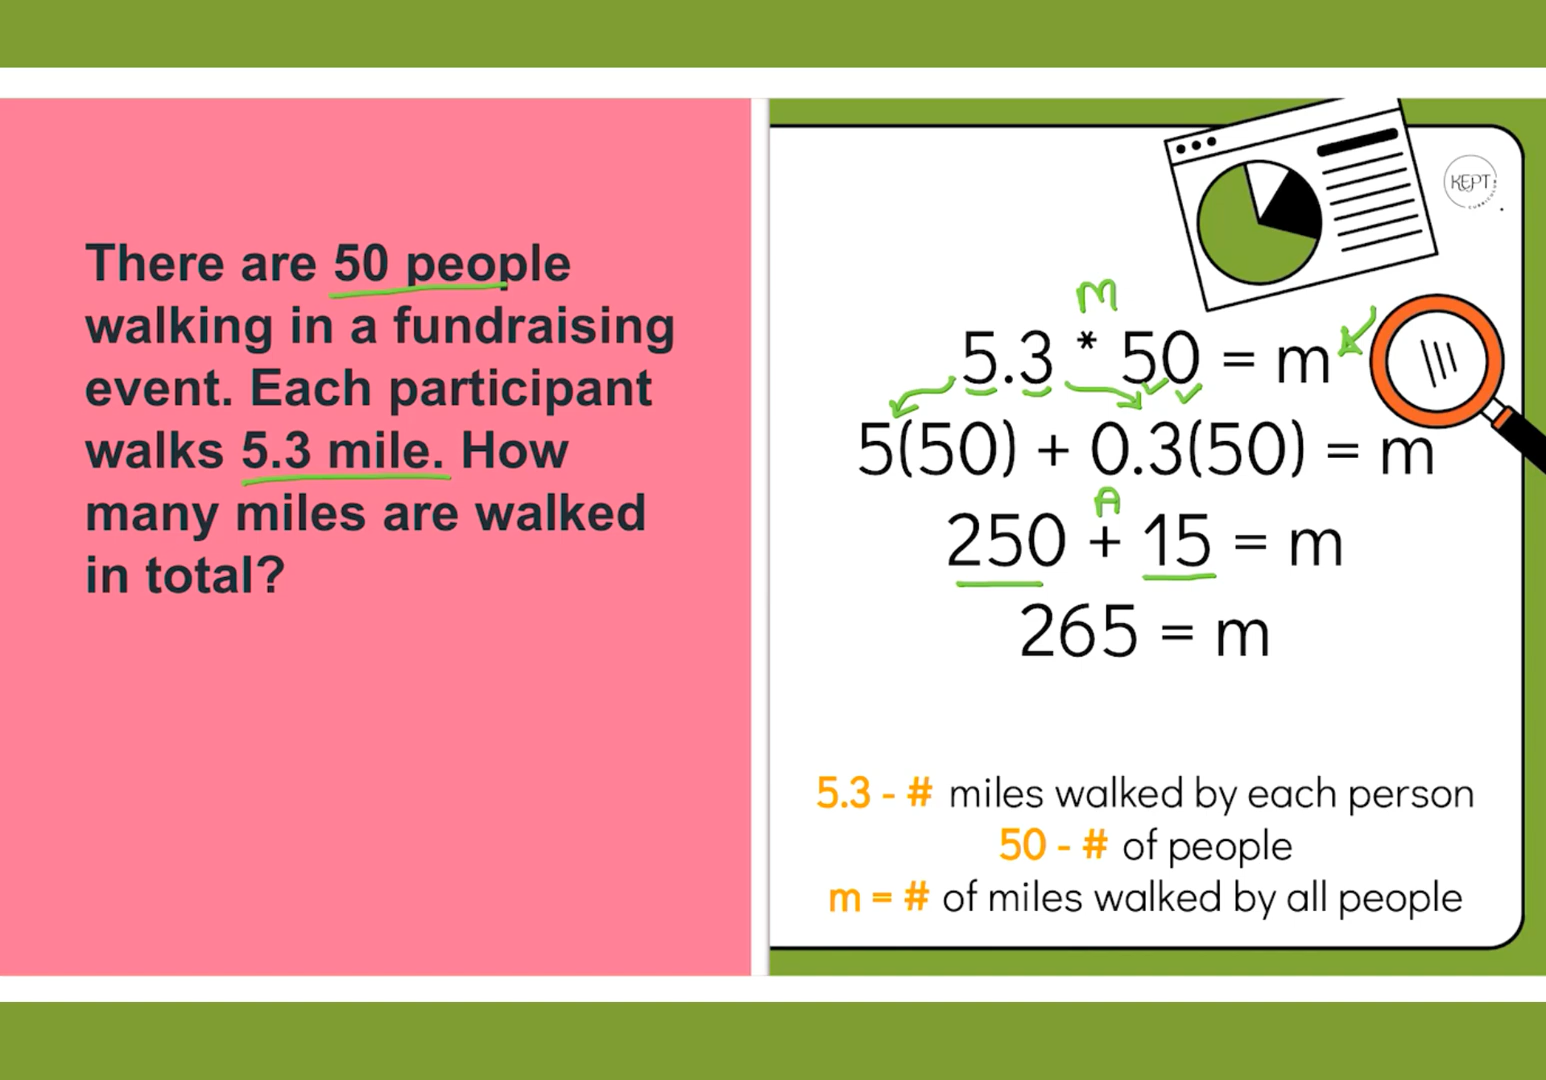 There are 50 people
walking in a fundraising
event. Each participant
walks 5.3 mile. How
many miles are walked
in total?
KEPT
CURRICULUM
M
5.3 * 50 = m
5(50) + 0.3(50) = m
A
250 + 15 = m
265 = m
5.3 - # miles walked by each person
50 - # of people
m = # of miles walked by all people